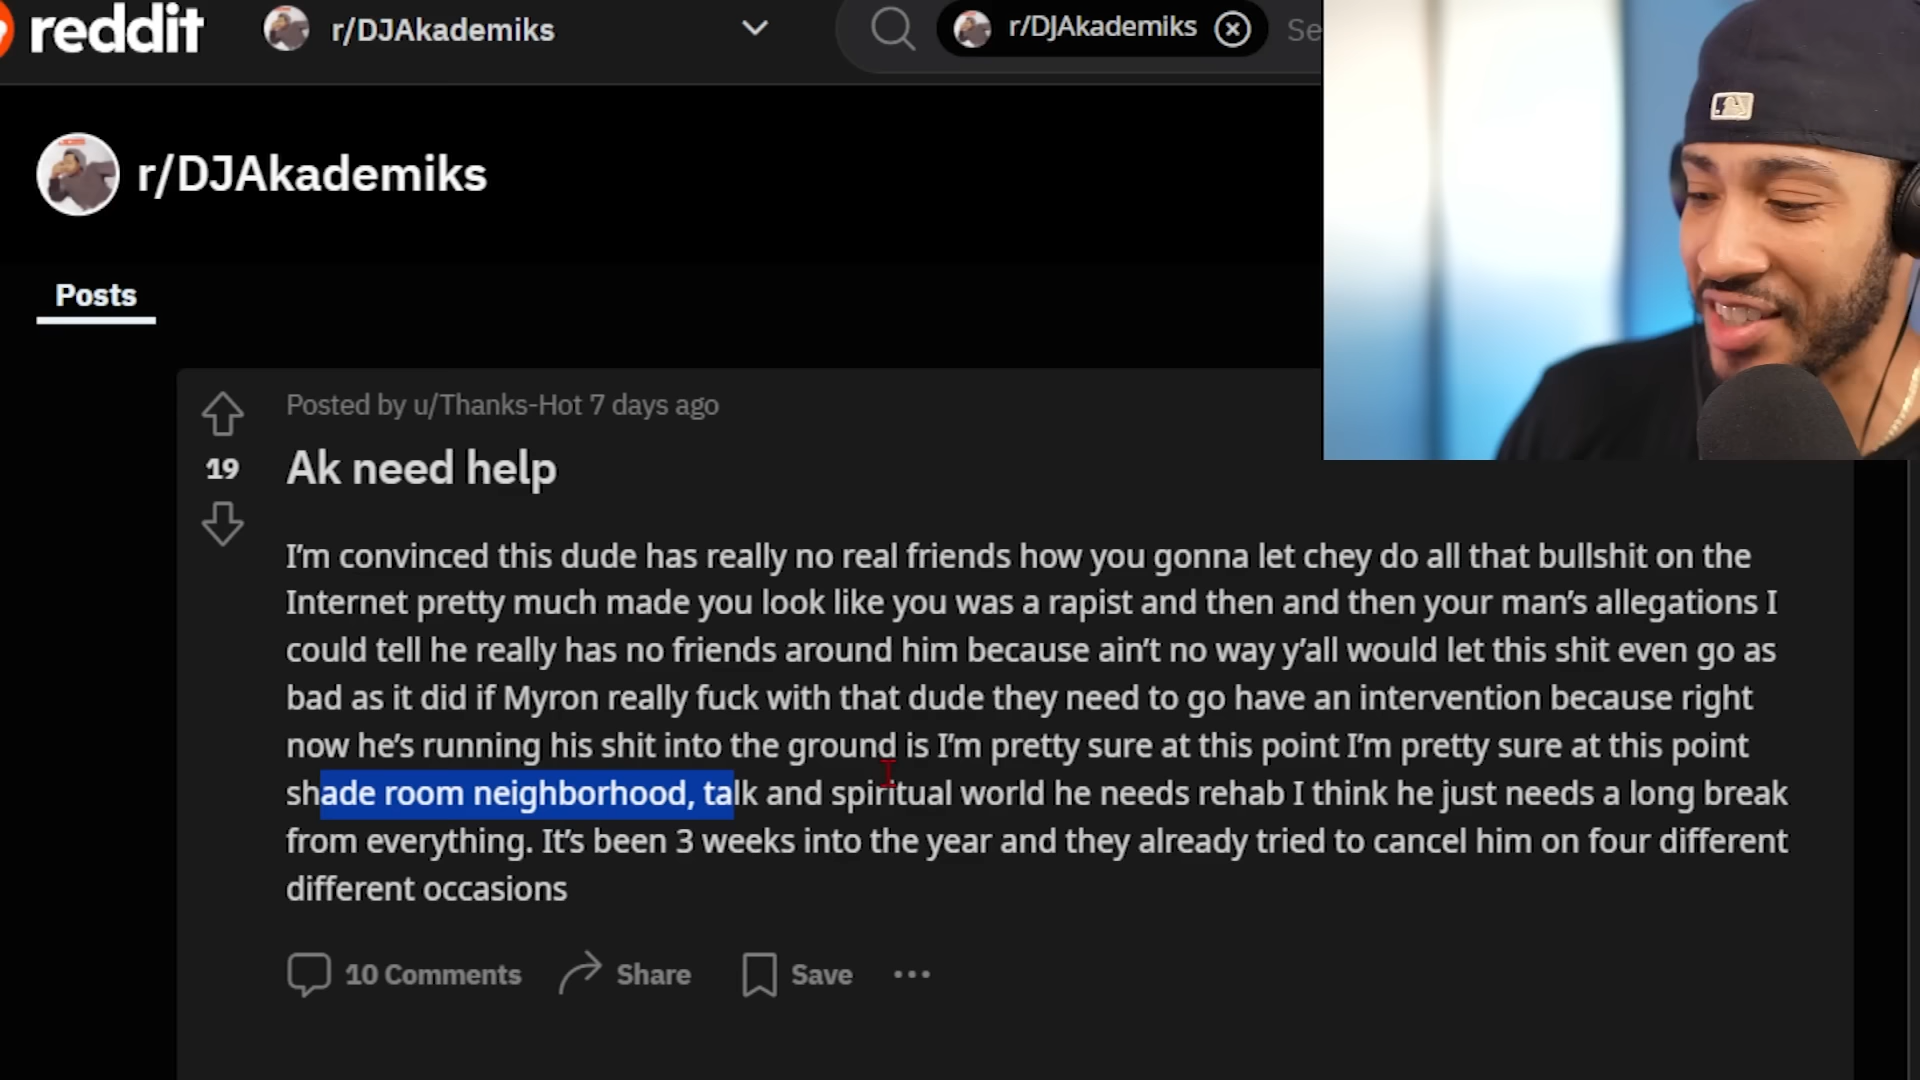 reddit
r/DJAkademiks
r/DJAkademiks
Se
r/DJAkademiks
Posts
Posted by u/Thanks-Hot 7 days ago
19
Ak need help
I'm convinced this dude has really no real friends how you gonna let chey do all that bullshit on the
Internet pretty much made you look like you was a rapist and then and then your man's allegations I
could tell he really has no friends around him because ain't no way y'all would let this shit even go as
bad as it did if Myron really fuck with that dude they need to go have an intervention because right
now he's running his shit into the ground is I'm pretty sure at this point I'm pretty sure at this point
shade room neighborhood, talk and spiritual world he needs rehab I think he just needs a long break
from everything. It's been 3 weeks into the year and they already tried to cancel him on four different
different occasions
10 Comments
Share
Save